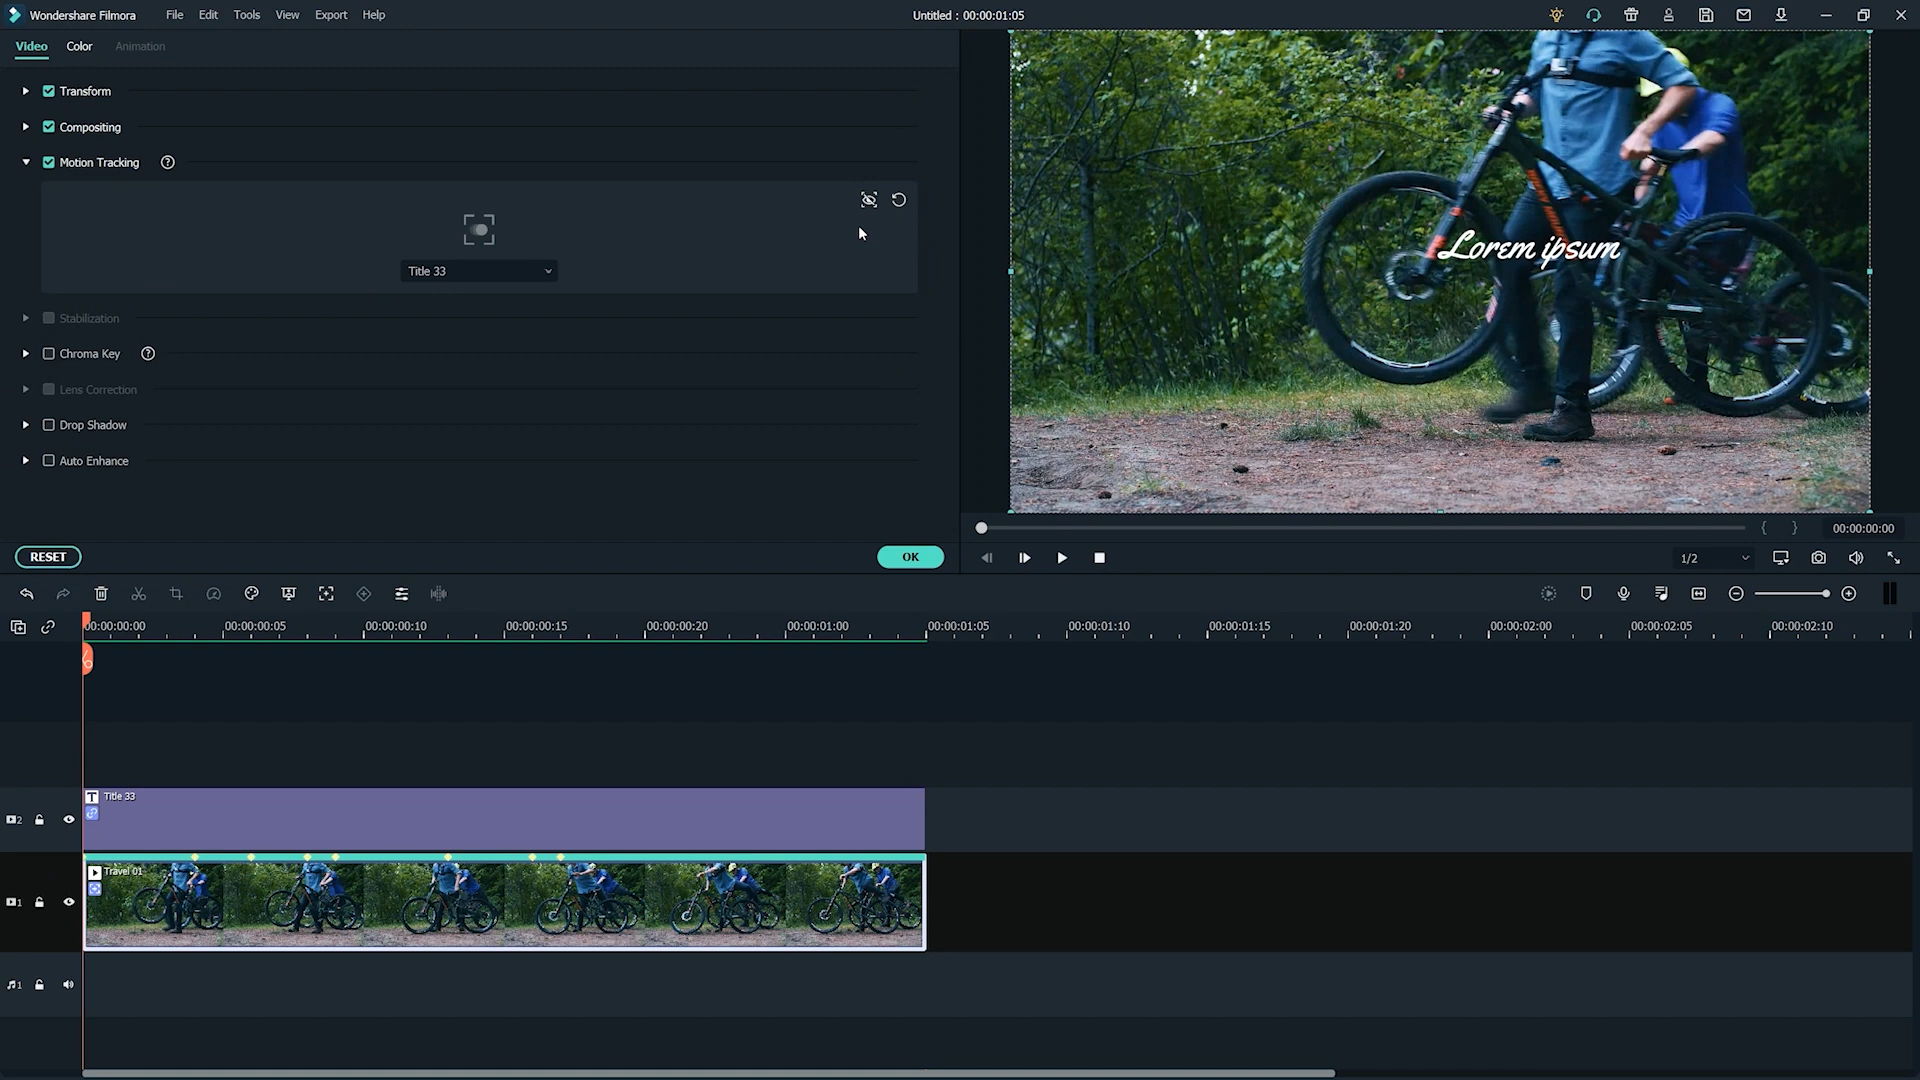 Wondershare Filmora File Edit Tools View Export Help Untitled : 00:00:01:05
Video Color Animation
Transform
Compositing
Motion Tracking
Title 33
Stabilization
Chroma Key
Lens Correction
Drop Shadow
Auto Enhance
RESET OK
Lorem ipsum
{ } 00:00:00:00
1/2
00:00:00:00 00:00:00:05 00:00:00:10 00:00:00:15 00:00:00:20 00:00:01:00 00:00:01:05 00:00:01:10 00:00:01:15 00:00:01:20 00:00:02:00 00:00:02:05 00:00:02:10
2 T Title 33
1 Travel 01
1